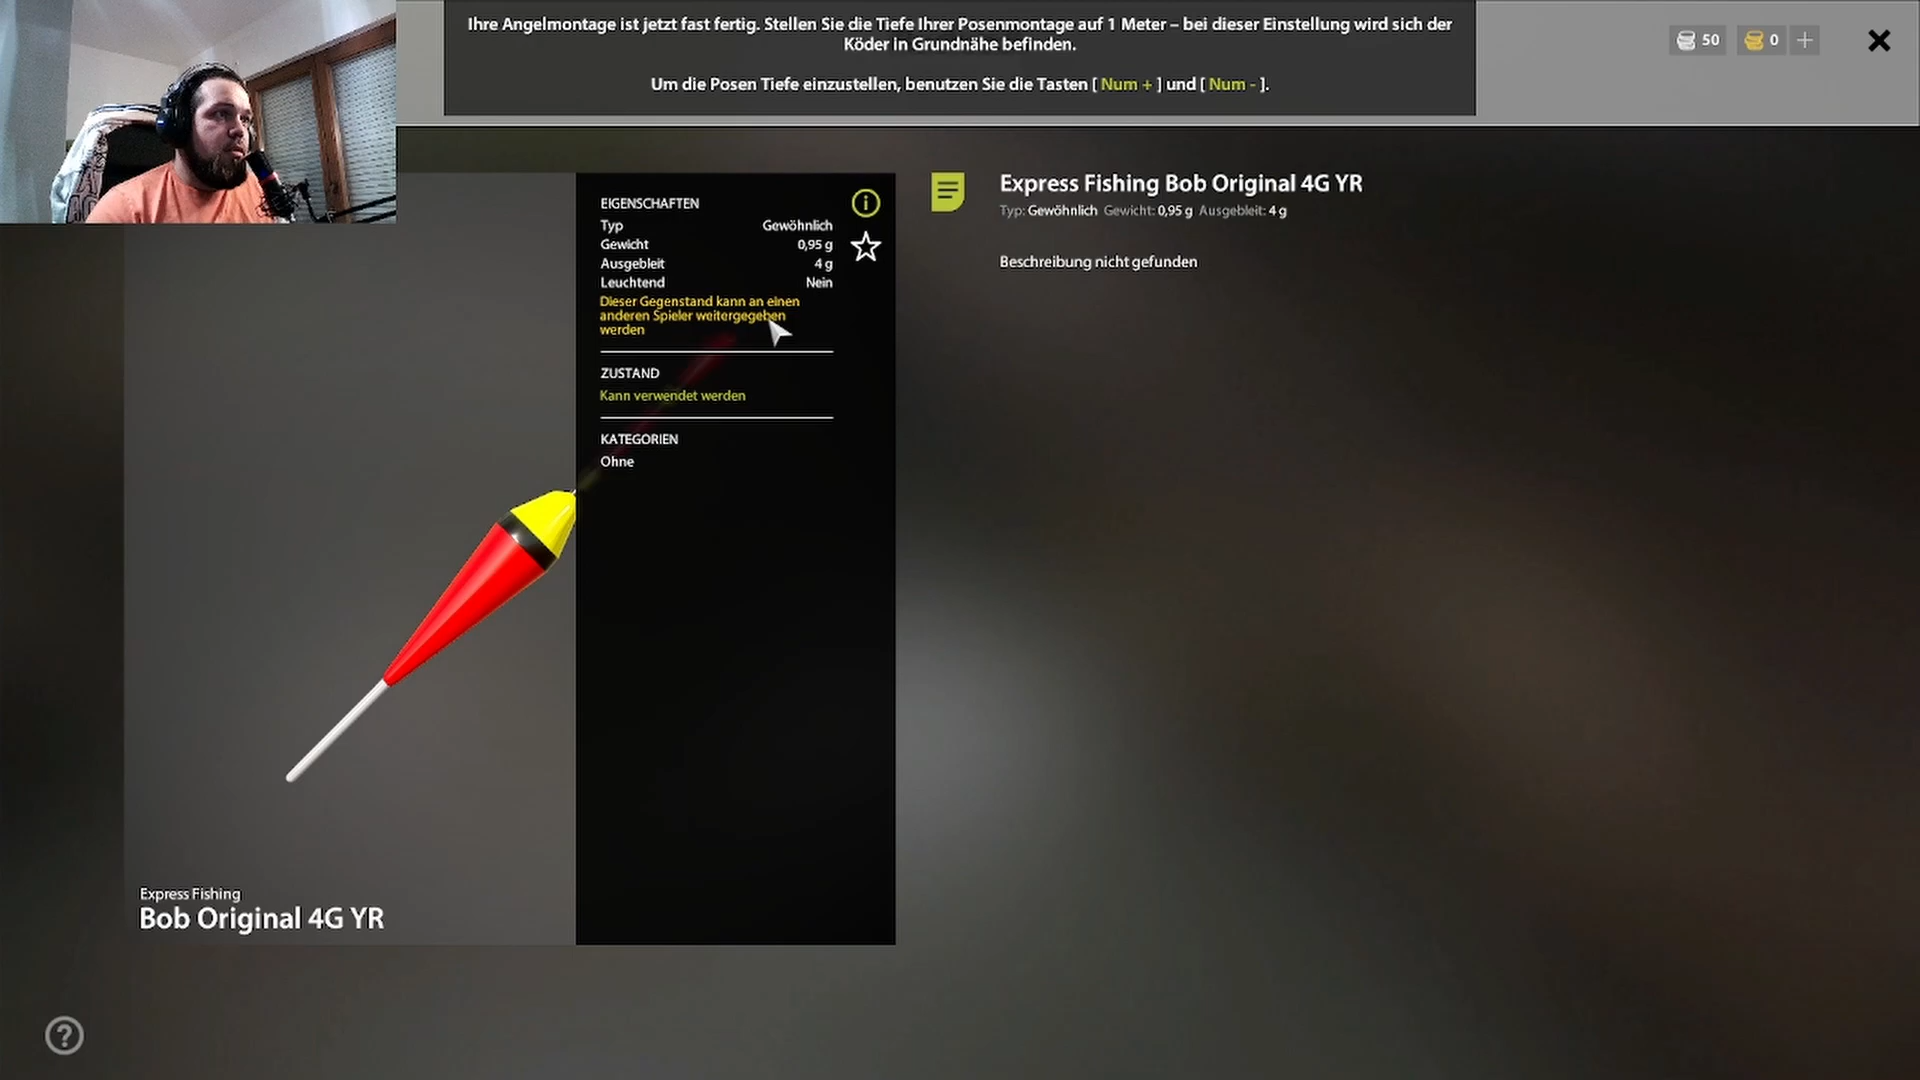 Ihre Angelmontage ist jetzt fast fertig. Stellen Sie die Tiefe Ihrer Posenmontage auf 1 Meter – bei dieser Einstellung wird sich der
Köder in Grundnähe befinden.
Um die Posen Tiefe einzustellen, benutzen Sie die Tasten [ Num + ] und [ Num - ].
50
0
EIGENSCHAFTEN
Typ Gewöhnlich
Gewicht 0,95 g
Ausgebleit 4 g
Leuchtend Nein
Dieser Gegenstand kann an einen
anderen Spieler weitergegeben
werden
ZUSTAND
Kann verwendet werden
KATEGORIEN
Ohne
Express Fishing Bob Original 4G YR
Typ: Gewöhnlich Gewicht: 0,95 g Ausgebleit: 4 g
Beschreibung nicht gefunden
Express Fishing
Bob Original 4G YR